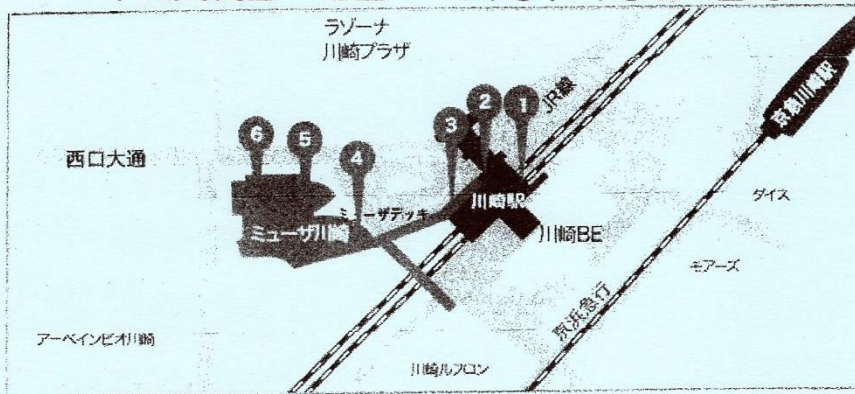 ラゾーナ
川崎プラザ
JR線
京急川崎駅
1
2
3
4
5
6
西口大通
ミューザデッキ
川崎駅
ミューザ川崎
川崎BE
ダイス
モアーズ
京浜急行
アーベインビオ川崎
川崎ルフロン